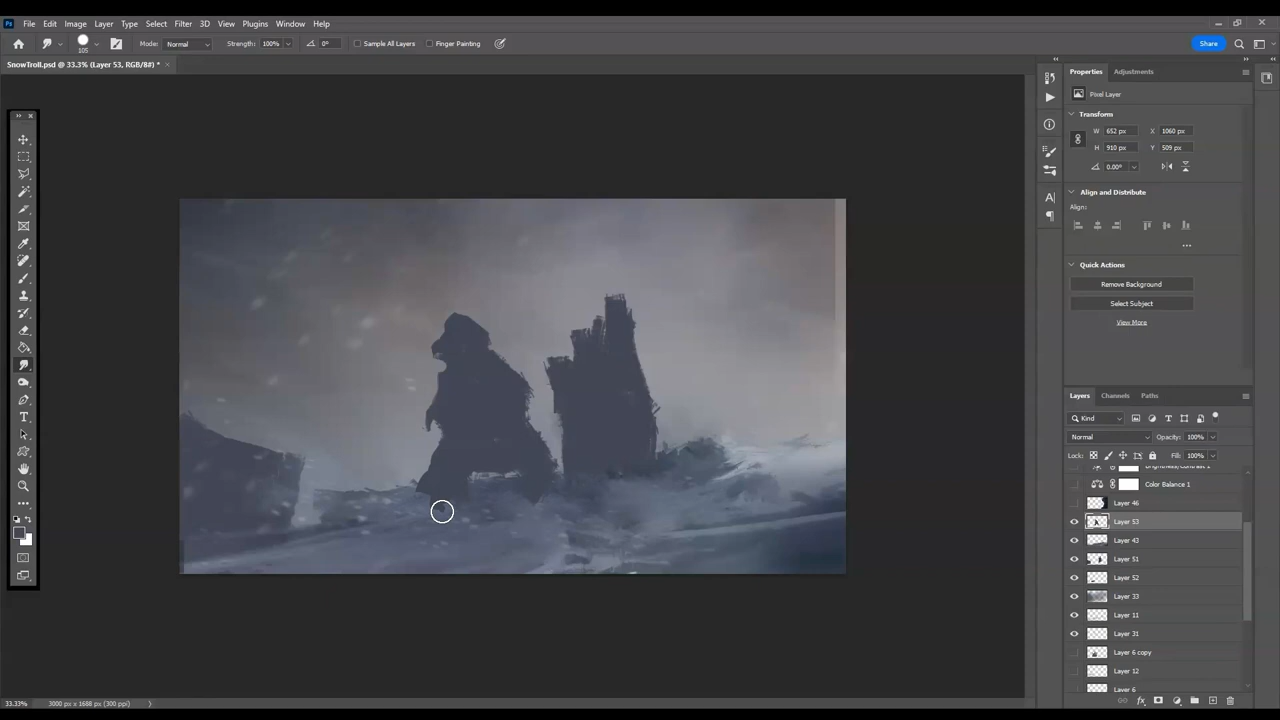 Ps File Edit Image Layer Type Select Filter 3D View Plugins Window Help
105 Mode: Normal Strength: 100% 0° Sample All Layers Finger Painting Share
SnowTroll.psd @ 33.3% (Layer 53, RGB/8#) *
Properties Adjustments
Pixel Layer
Transform
W 652 px X 1060 px
H 910 px Y 509 px
0.00°
Align and Distribute
Align:
Quick Actions
Remove Background
Select Subject
View More
Layers Channels Paths
Kind
Normal Opacity: 100%
Lock: Fill: 100%
Brightness/Contrast 1
Color Balance 1
Layer 46
Layer 53
Layer 43
Layer 51
Layer 52
Layer 33
Layer 11
Layer 31
Layer 6 copy
Layer 12
Layer 6
33.33% 3000 px x 1688 px (300 ppi)